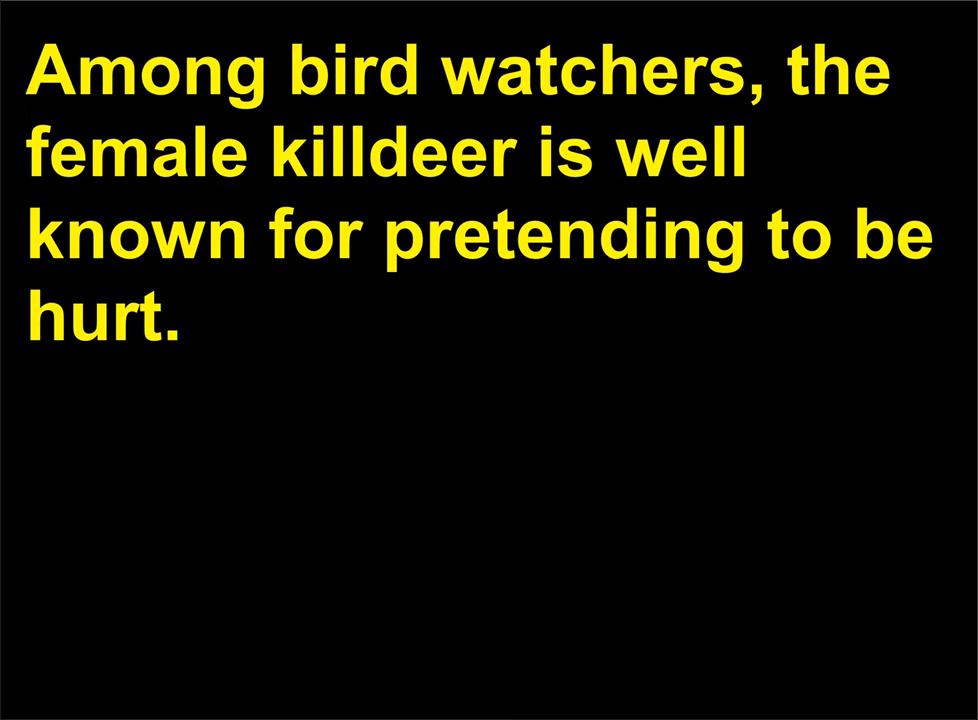 Among bird watchers, the
female killdeer is well
known for pretending to be
hurt.